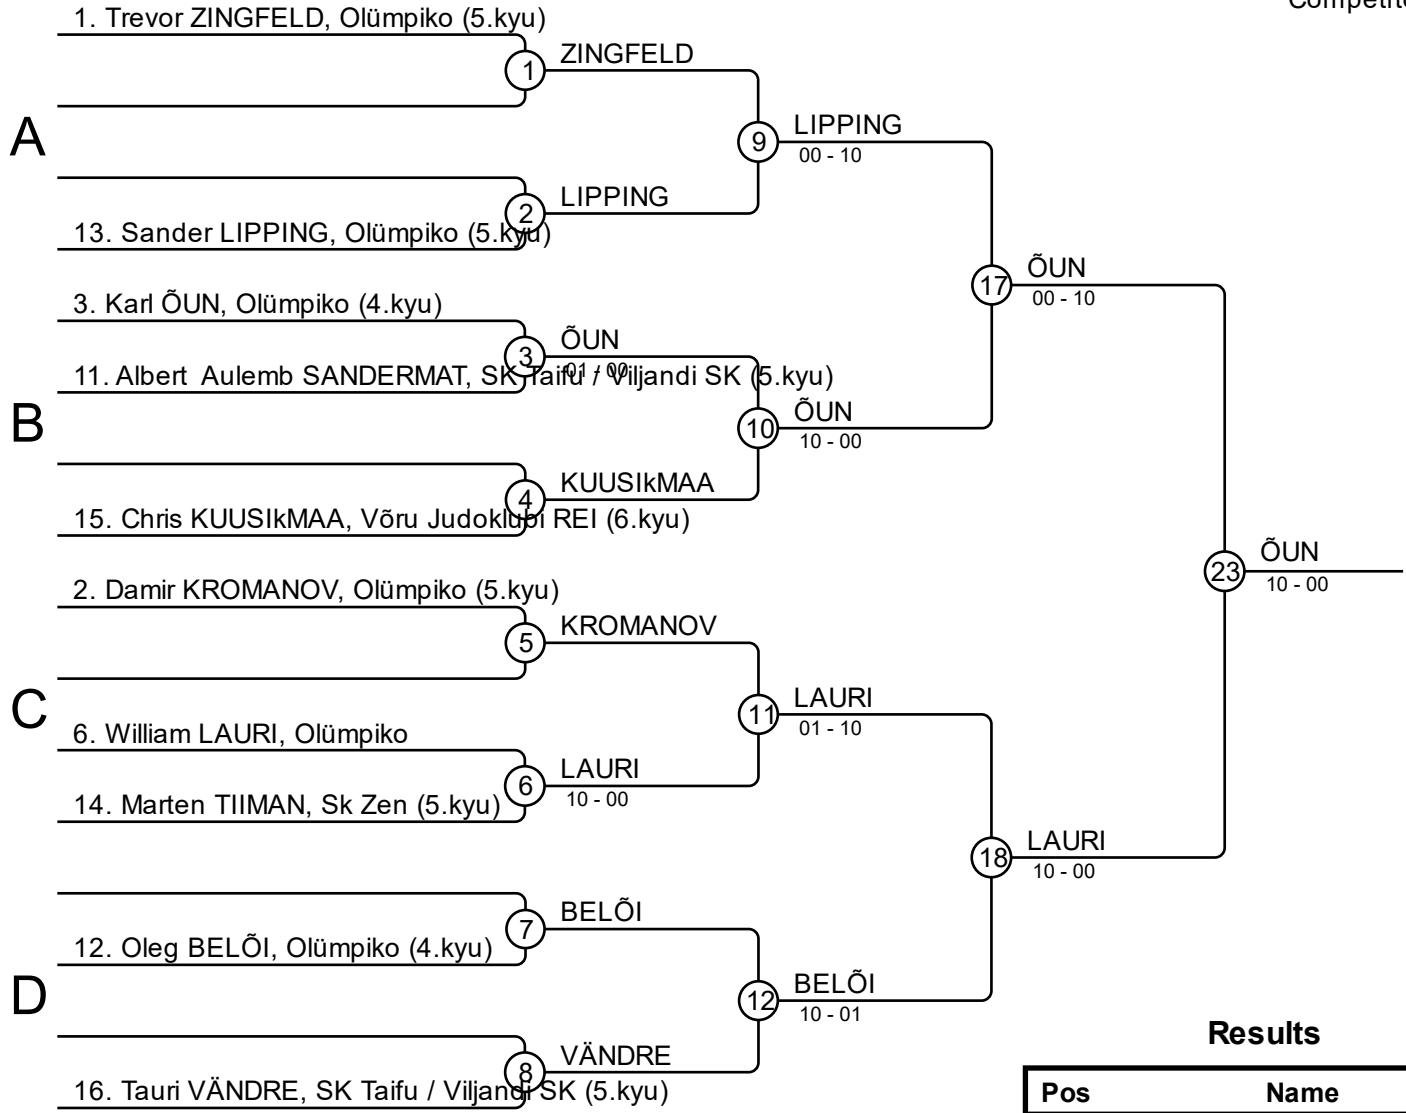 Competit
1. Trevor ZINGFELD, Olümpiko (5.kyu)
1
ZINGFELD
A
9
LIPPING
00 - 10
2
LIPPING
13. Sander LIPPING, Olümpiko (5.kyu)
3. Karl ÕUN, Olümpiko (4.kyu)
17
ÕUN
00 - 10
3
ÕUN
01 - 00
11. Albert Aulemb SANDERMAT, SK Taifu / Viljandi SK (5.kyu)
B
10
ÕUN
10 - 00
4
KUUSIkMAA
15. Chris KUUSIkMAA, Võru Judoklubi REI (6.kyu)
23
ÕUN
10 - 00
2. Damir KROMANOV, Olümpiko (5.kyu)
5
KROMANOV
C
11
LAURI
01 - 10
6. William LAURI, Olümpiko
6
LAURI
10 - 00
14. Marten TIIMAN, Sk Zen (5.kyu)
18
LAURI
10 - 00
7
BELÕI
12. Oleg BELÕI, Olümpiko (4.kyu)
D
12
BELÕI
10 - 01
8
VÄNDRE
16. Tauri VÄNDRE, SK Taifu / Viljandi SK (5.kyu)
Results
Pos Name